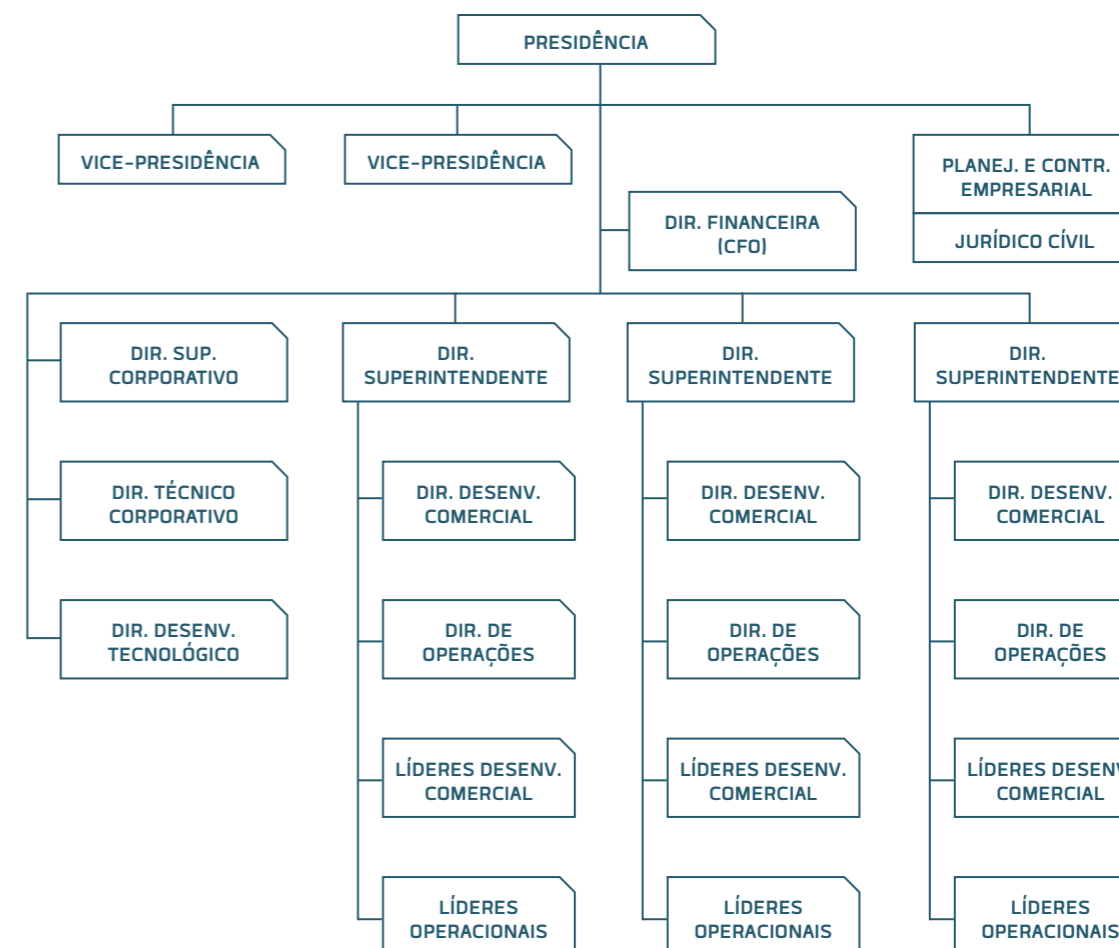 PRESIDÊNCIA
VICE-PRESIDÊNCIA
VICE-PRESIDÊNCIA
PLANEJ. E CONTR.
EMPRESARIAL
JURÍDICO CÍVIL
DIR. FINANCEIRA
(CFO)
DIR. SUP.
CORPORATIVO
DIR.
SUPERINTENDENTE
DIR.
SUPERINTENDENTE
DIR.
SUPERINTENDENTE
DIR. TÉCNICO
CORPORATIVO
DIR. DESENV.
COMERCIAL
DIR. DESENV.
COMERCIAL
DIR. DESENV.
COMERCIAL
DIR. DESENV.
TECNOLÓGICO
DIR. DE
OPERAÇÕES
DIR. DE
OPERAÇÕES
DIR. DE
OPERAÇÕES
LÍDERES DESENV.
COMERCIAL
LÍDERES DESENV.
COMERCIAL
LÍDERES DESENV
COMERCIAL
LÍDERES
OPERACIONAIS
LÍDERES
OPERACIONAIS
LÍDERES
OPERACIONAIS